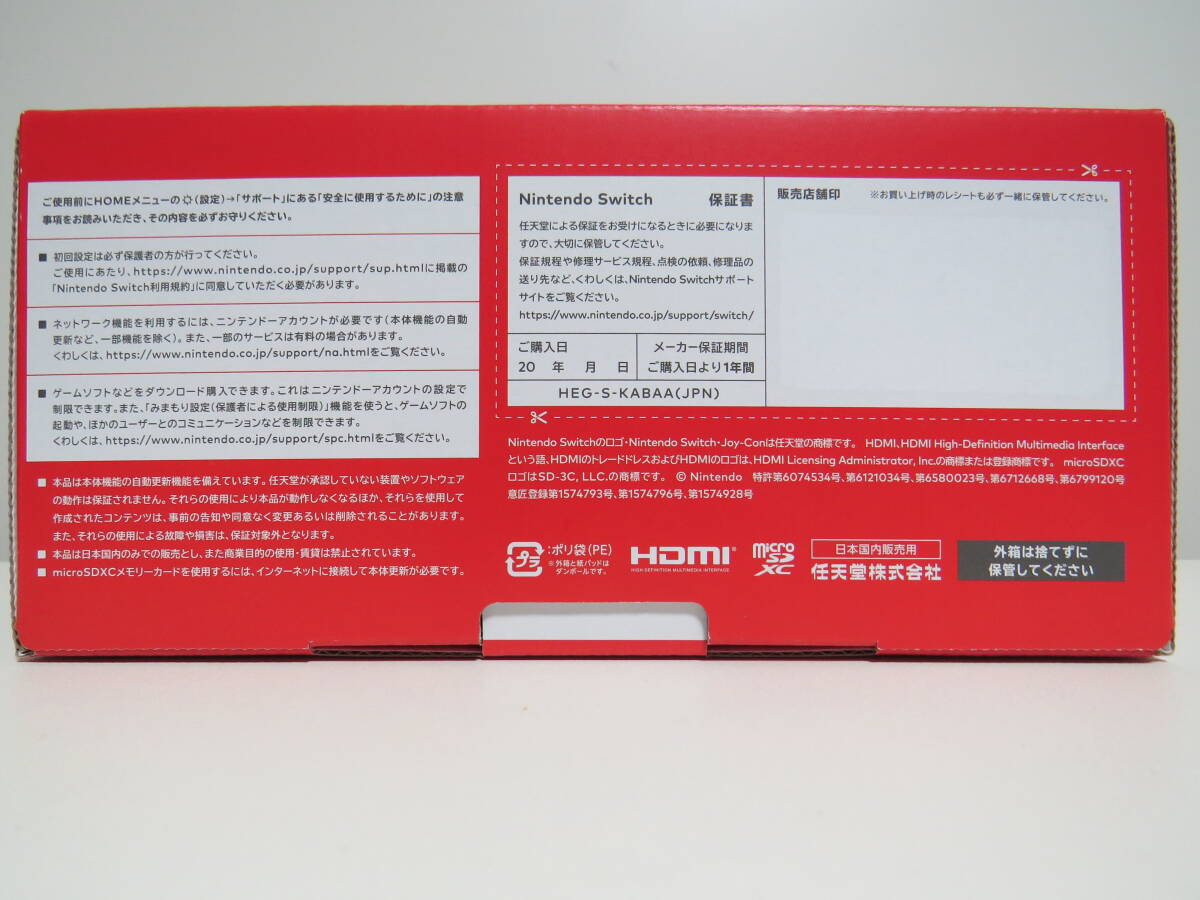 ご使用前にHOMEメニューの(設定)→「サポート」にある「安全に使用するために」の注意
事項をお読みいただき、その内容を必ずお守りください。
■ 初回設定は必ず保護者の方が行ってください。
ご使用にあたり、https://www.nintendo.co.jp/support/sup.htmlに掲載の
「Nintendo Switch利用規約」に同意していただく必要があります。
■ ネットワーク機能を利用するには、ニンテンドーアカウントが必要です(本体機能の自動
更新など、一部機能を除く)。また、一部のサービスは有料の場合があります。
くわしくは、https://www.nintendo.co.jp/support/na.htmlをご覧ください。
■ ゲームソフトなどをダウンロード購入できます。これはニンテンドーアカウントの設定で
制限できます。また、「みまもり設定(保護者による使用制限)」機能を使うと、ゲームソフトの
起動や、ほかのユーザーとのコミュニケーションなどを制限できます。
くわしくは、https://www.nintendo.co.jp/support/spc.htmlをご覧ください。
■ 本品は本体機能の自動更新機能を備えています。任天堂が承認していない装置やソフトウェア
の動作は保証されません。それらの使用により本品が動作しなくなるほか、それらを使用して
作成されたコンテンツは、事前の告知や同意なく変更あるいは削除されることがあります。
また、それらの使用による故障や損害は、保証対象外となります。
■ 本品は日本国内のみでの販売とし、また商業目的の使用・賃貸は禁止されています。
■ microSDXCメモリーカードを使用するには、インターネットに接続して本体更新が必要です。
Nintendo Switch 保証書
任天堂による保証をお受けになるときに必要になりま
すので、大切に保管してください。
保証規程や修理サービス規程、点検の依頼、修理品の
送り先など、くわしくは、Nintendo Switchサポート
サイトをご覧ください。
https://www.nintendo.co.jp/support/switch/
ご購入日
20 年 月 日
メーカー保証期間
ご購入日より1年間
HEG-S-KABAA(JPN)
販売店舗印 ※お買い上げ時のレシートも必ず一緒に保管してください。
Nintendo Switchのロゴ・Nintendo Switch・Joy-Conは任天堂の商標です。 HDMI、HDMI High-Definition Multimedia Interface
という語、HDMIのトレードドレスおよびHDMIのロゴは、HDMI Licensing Administrator, Inc.の商標または登録商標です。 microSDXC
ロゴはSD-3C, LLC.の商標です。 © Nintendo 特許第6074534号、第6121034号、第6580023号、第6712668号、第6799120号
意匠登録第1574793号、第1574796号、第1574928号
プラ
:ポリ袋(PE)
※外箱と紙パッドは
ダンボールです。
HDMI
HIGH-DEFINITION MULTIMEDIA INTERFACE
micro
SD
XC
日本国内販売用
任天堂株式会社
外箱は捨てずに
保管してください